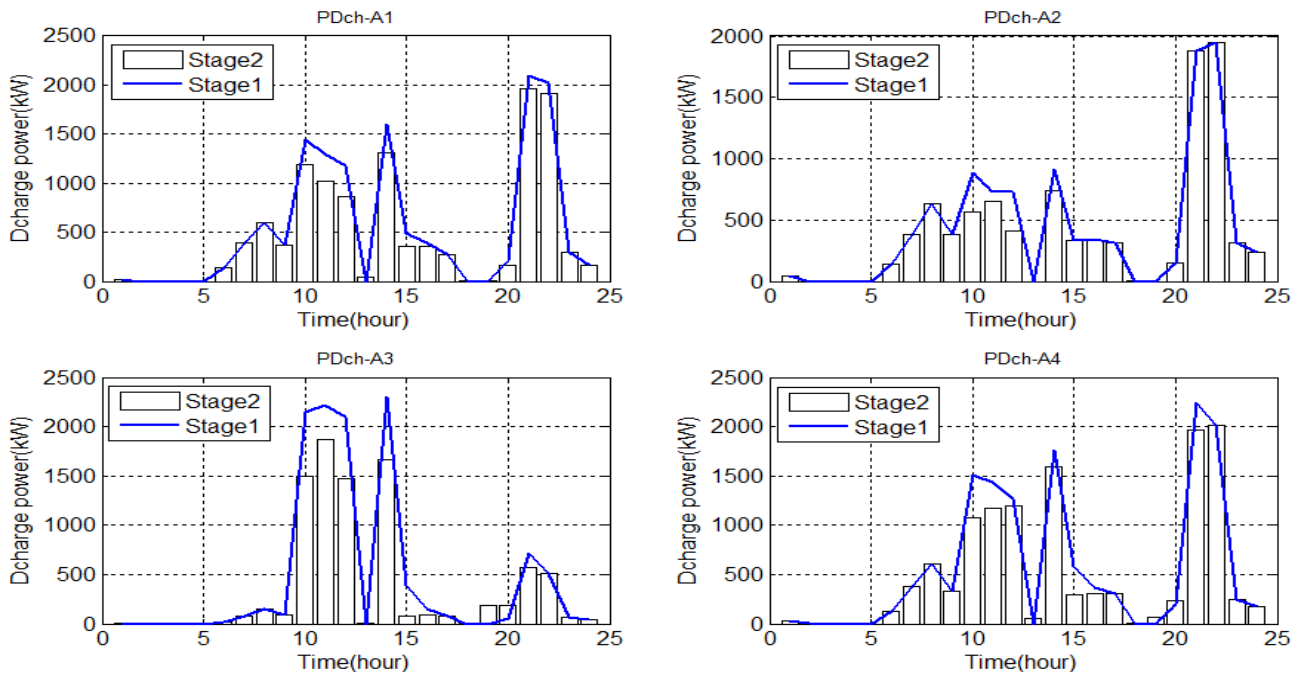 PDch-A1
2500
2000
1500
1000
500
0
Dcharge power(kW)
Stage2
Stage1
0 5 10 15 20 25
Time(hour)
PDch-A2
2000
1500
1000
500
0
Dcharge power(kW)
Stage2
Stage1
0 5 10 15 20 25
Time(hour)
PDch-A3
2500
2000
1500
1000
500
0
Dcharge power(kW)
Stage2
Stage1
0 5 10 15 20 25
Time(hour)
PDch-A4
2500
2000
1500
1000
500
0
Dcharge power(kW)
Stage2
Stage1
0 5 10 15 20 25
Time(hour)